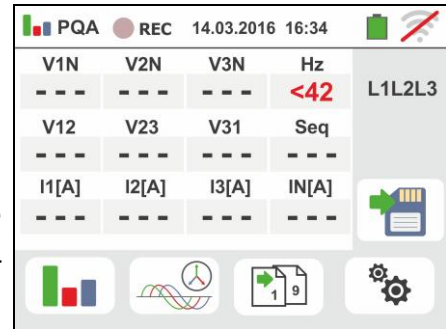 PQA REC 14.03.2016 16:34
V1N V2N V3N Hz
- - - - - - - - - <42 L1L2L3
V12 V23 V31 Seq
- - - - - - - - - - - -
I1[A] I2[A] I3[A] IN[A]
- - - - - - - - - - - -
1 9